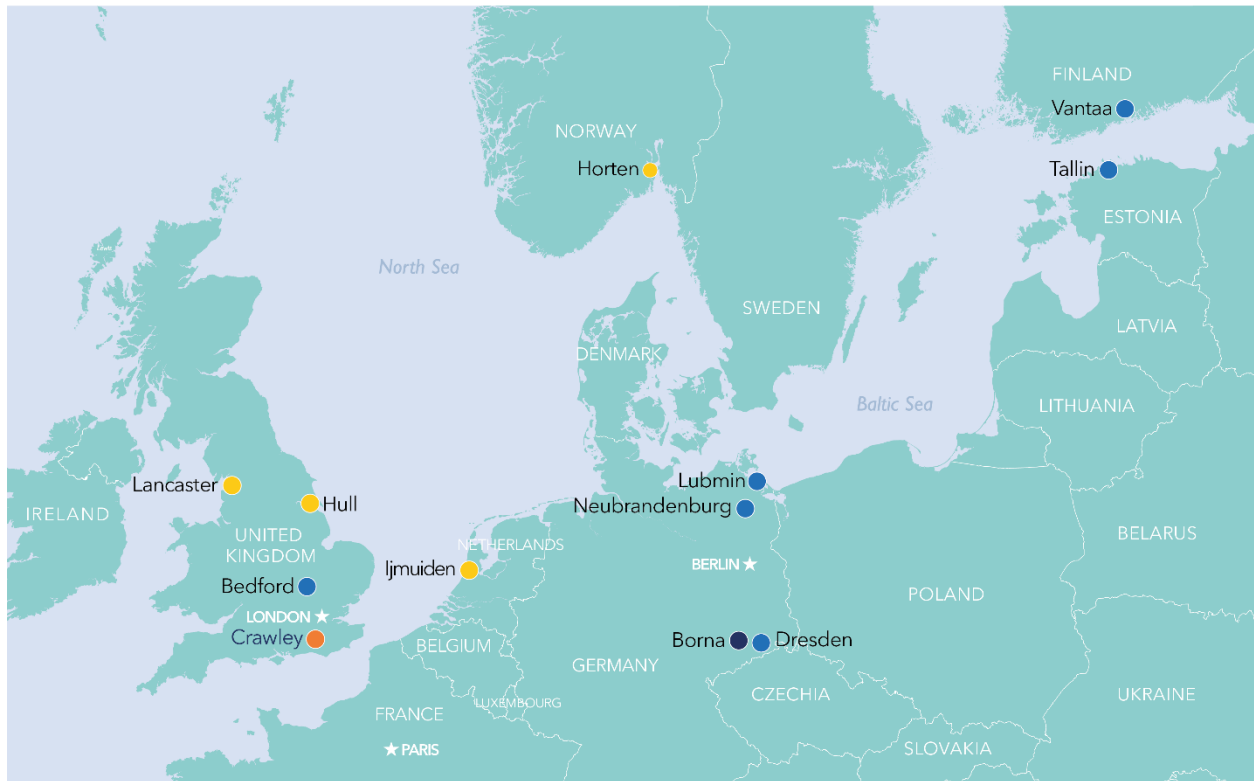 FINLAND
Vantaa
NORWAY
Horten
Tallin
ESTONIA
Lewis
North Sea
SWEDEN
LATVIA
DENMARK
Baltic Sea
LITHUANIA
Lancaster
Lubmin
Hull
Neubrandenburg
IRELAND
UNITED
KINGDOM
NETHERLANDS
BELARUS
Ijmuiden
BERLIN
Bedford
POLAND
LONDON
Crawley
BELGIUM
Borna
Dresden
GERMANY
CZECHIA
UKRAINE
LUXEMBOURG
FRANCE
PARIS
SLOVAKIA